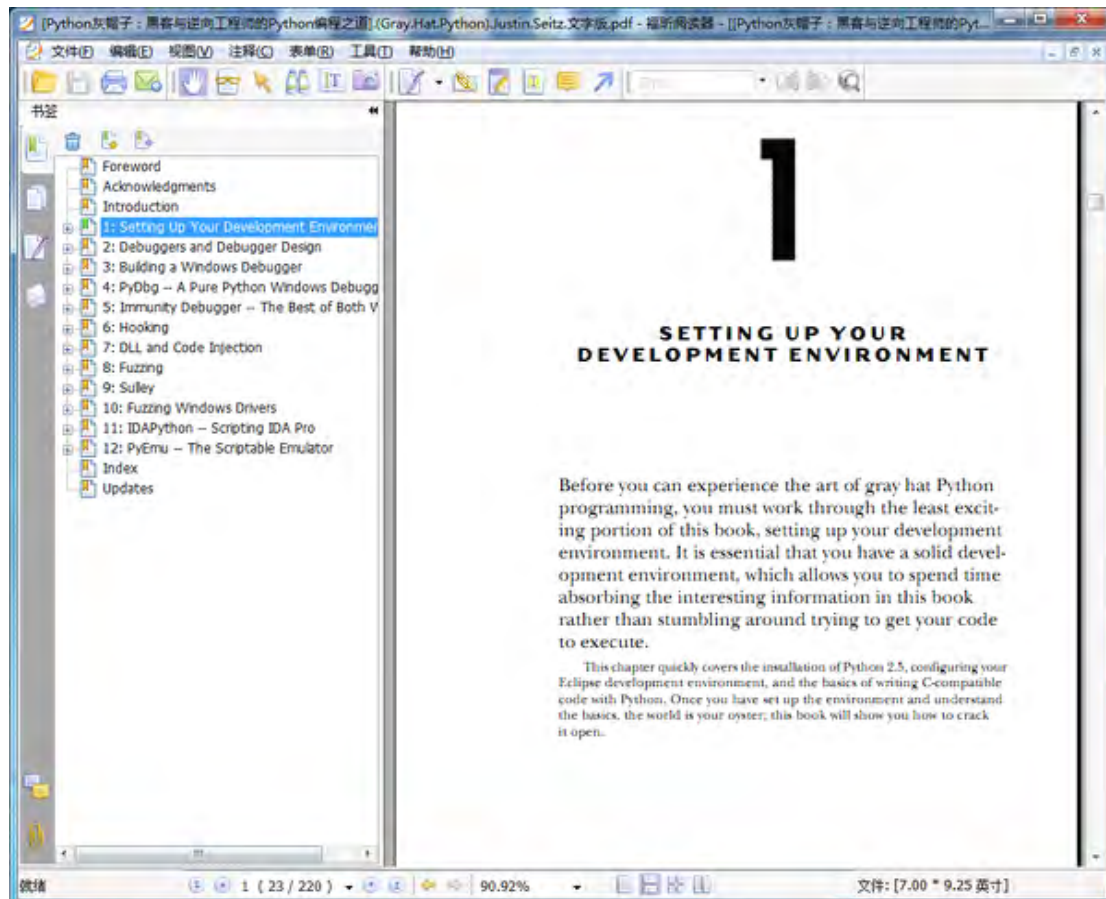 [Python灰帽子：黑客与逆向工程师的Python编程之道].(Gray.Hat.Python).Justin.Seitz.文字版.pdf - 福昕阅读器 - [[Python灰帽子：黑客与逆向工程师的Pyt...
文件(F) 编辑(E) 视图(V) 注释(C) 表单(R) 工具(T) 帮助(H)
书签
Foreword
Acknowledgments
Introduction
1: Setting Up Your Development Environmen
2: Debuggers and Debugger Design
3: Building a Windows Debugger
4: PyDbg -- A Pure Python Windows Debugg
5: Immunity Debugger -- The Best of Both W
6: Hooking
7: DLL and Code Injection
8: Fuzzing
9: Sulley
10: Fuzzing Windows Drivers
11: IDAPython -- Scripting IDA Pro
12: PyEmu -- The Scriptable Emulator
Index
Updates
1
SETTING UP YOUR
DEVELOPMENT ENVIRONMENT
Before you can experience the art of gray hat Python
programming, you must work through the least excit-
ing portion of this book, setting up your development
environment. It is essential that you have a solid devel-
opment environment, which allows you to spend time
absorbing the interesting information in this book
rather than stumbling around trying to get your code
to execute.
This chapter quickly covers the installation of Python 2.5, configuring your
Eclipse development environment, and the basics of writing C-compatible
code with Python. Once you have set up the environment and understand
the basics, the world is your oyster; this book will show you how to crack
it open.
就绪
1 ( 23 / 220 )
90.92%
文件: [7.00 * 9.25 英寸]